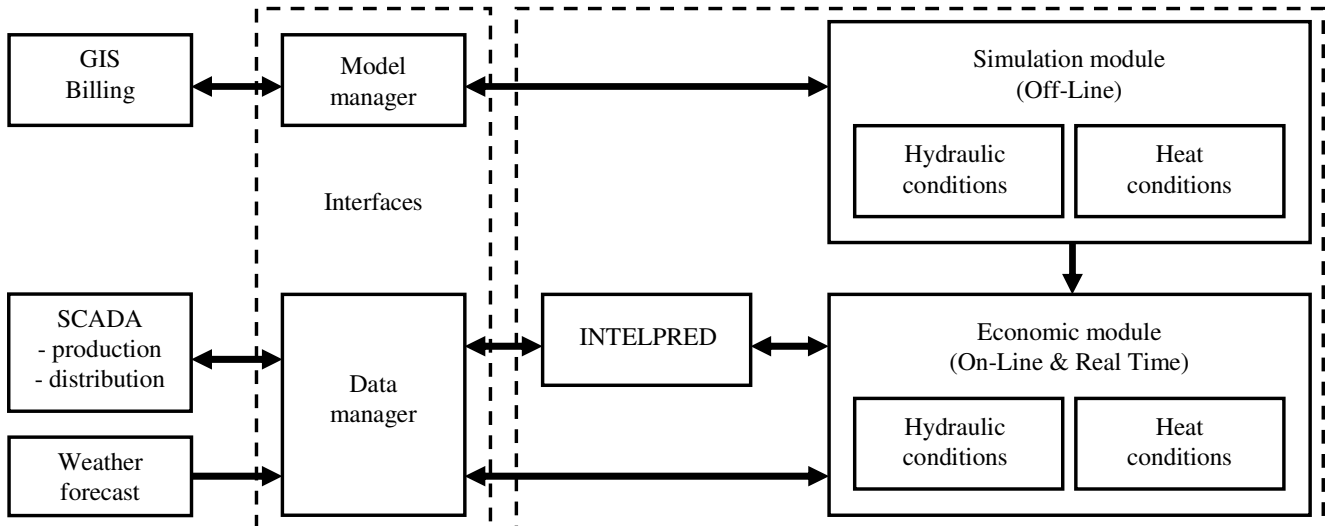 GIS
Billing
Model
manager
Simulation module
(Off-Line)
Hydraulic
conditions
Heat
conditions
Interfaces
SCADA
- production
- distribution
Data
manager
INTELPRED
Economic module
(On-Line & Real Time)
Hydraulic
conditions
Heat
conditions
Weather
forecast